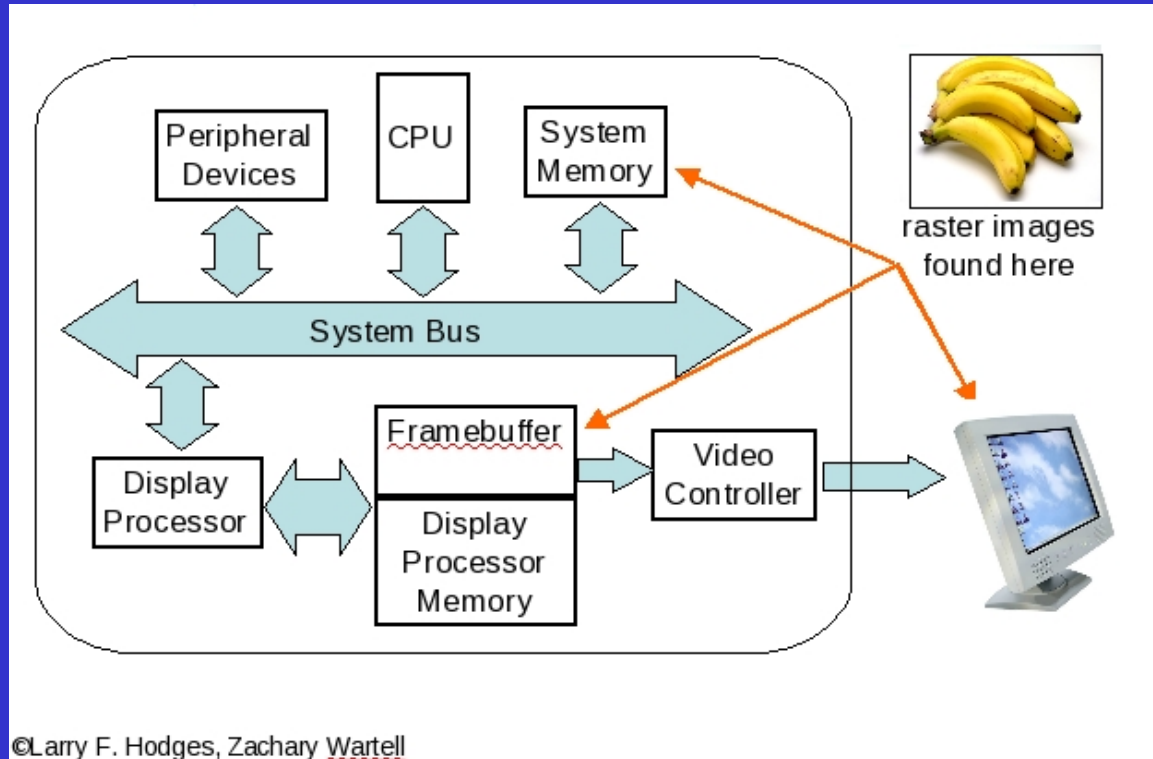 Peripheral
Devices
CPU
System
Memory
raster images
found here
System Bus
Display
Processor
Framebuffer
Display
Processor
Memory
Video
Controller
©Larry F. Hodges, Zachary Wartell